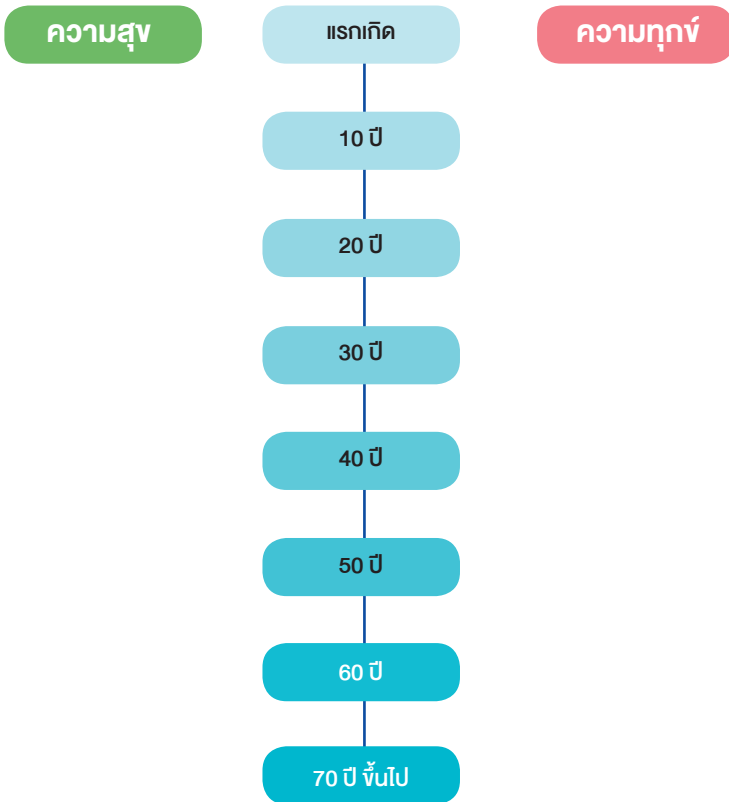 ความสุข
แรกเกิด
ความทุกข์
10 ปี
20 ปี
30 ปี
40 ปี
50 ปี
60 ปี
70 ปี ขึ้นไป